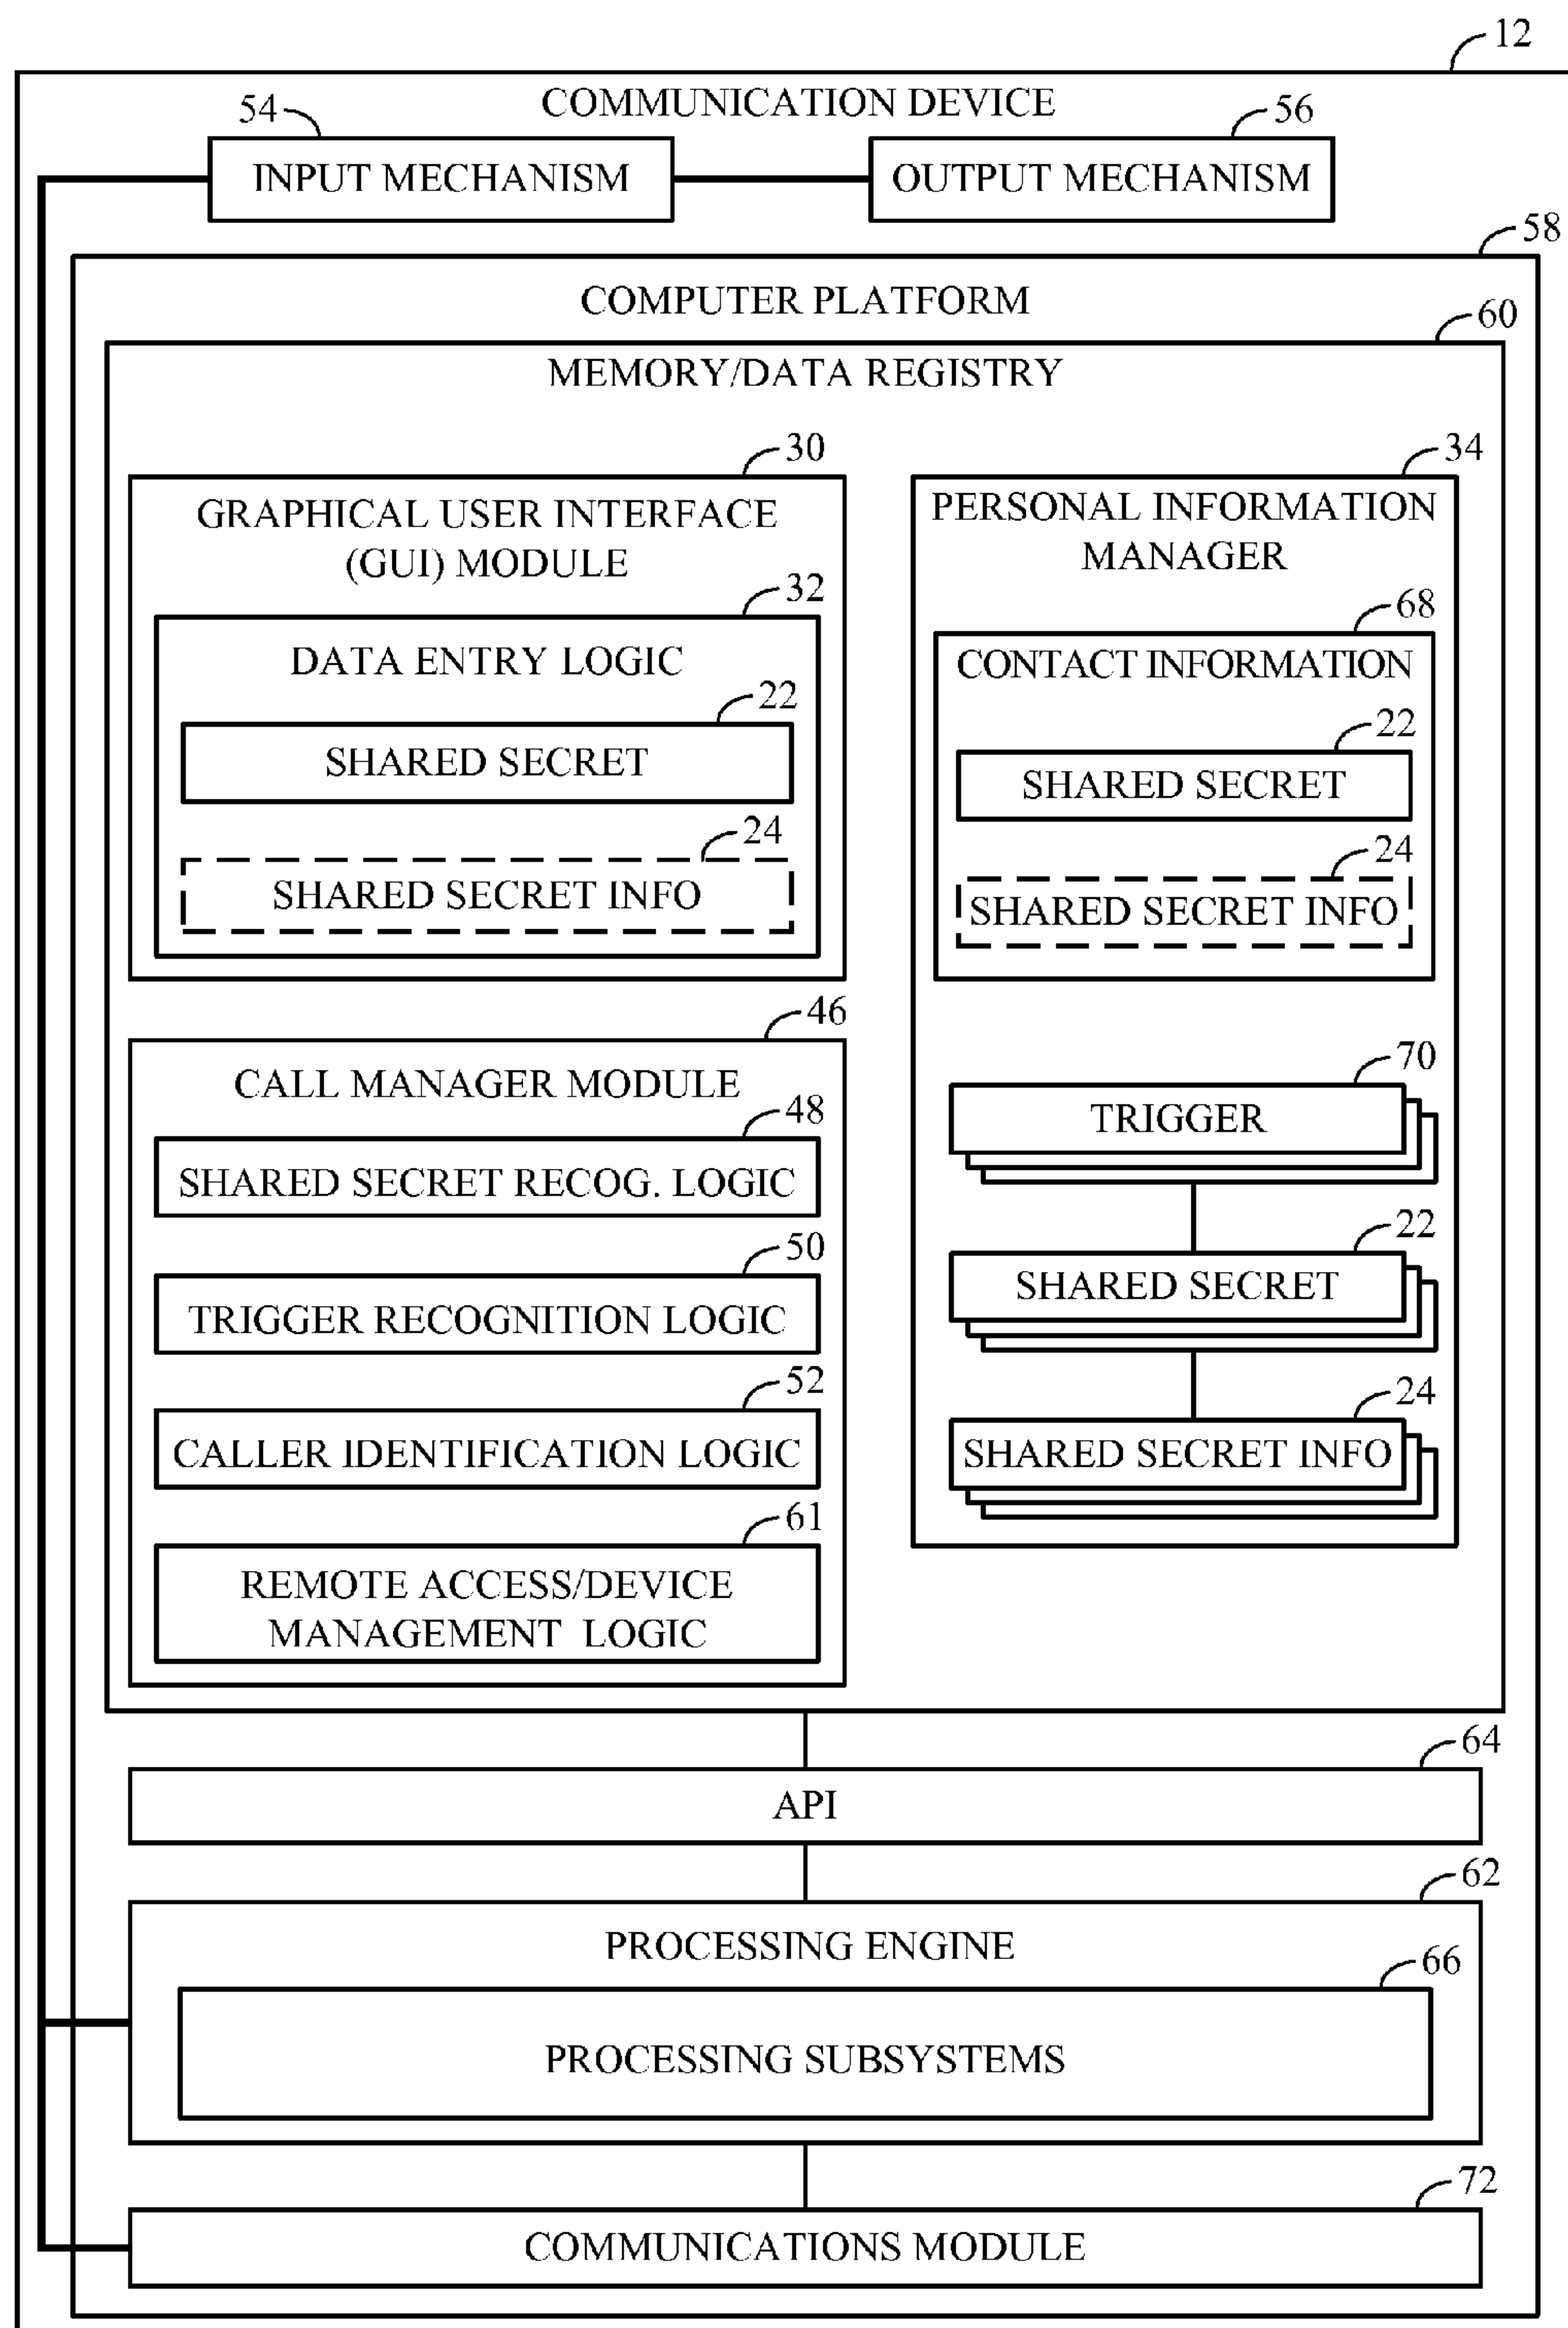 12
COMMUNICATION DEVICE
54
56
INPUT MECHANISM
OUTPUT MECHANISM
58
COMPUTER PLATFORM
60
MEMORY/DATA REGISTRY
30
GRAPHICAL USER INTERFACE
(GUI) MODULE
32
DATA ENTRY LOGIC
22
SHARED SECRET
24
SHARED SECRET INFO
34
PERSONAL INFORMATION
MANAGER
68
CONTACT INFORMATION
22
SHARED SECRET
24
SHARED SECRET INFO
46
CALL MANAGER MODULE
48
SHARED SECRET RECOG. LOGIC
50
TRIGGER RECOGNITION LOGIC
52
CALLER IDENTIFICATION LOGIC
61
REMOTE ACCESS/DEVICE
MANAGEMENT LOGIC
70
TRIGGER
22
SHARED SECRET
24
SHARED SECRET INFO
64
API
62
PROCESSING ENGINE
66
PROCESSING SUBSYSTEMS
72
COMMUNICATIONS MODULE